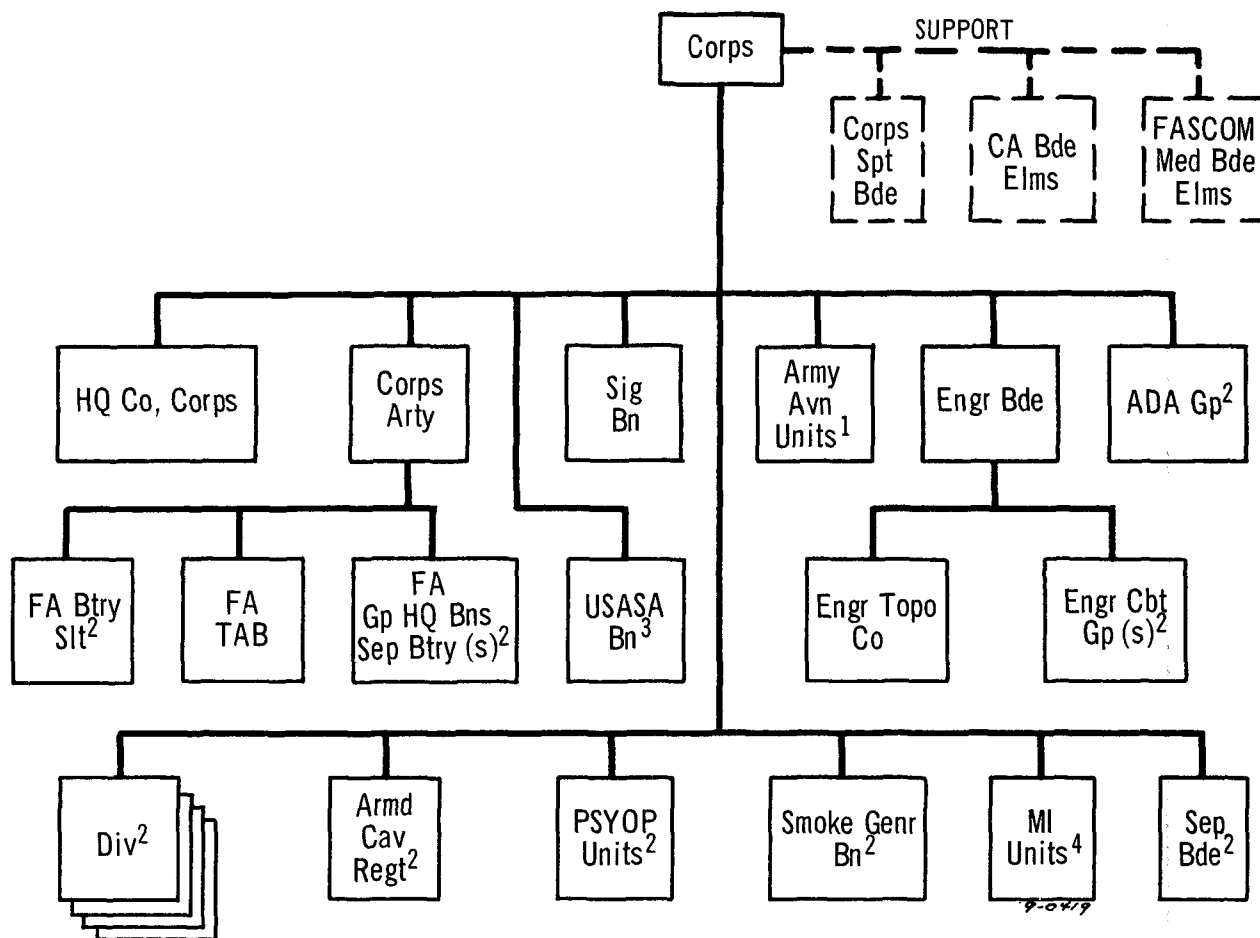 Corps
SUPPORT
Corps
Spt
Bde
CA Bde
Elms
FASCOM
Med Bde
Elms
HQ Co, Corps
Corps
Arty
Sig
Bn
Army
Avn
Units1
Engr Bde
ADA Gp2
FA Btry
Slt2
FA
TAB
FA
Gp HQ Bns
Sep Btry (s)2
USASA
Bn3
Engr Topo
Co
Engr Cbt
Gp (s)2
Div2
Armd
Cav
Regt2
PSYOP
Units2
Smoke Genr
Bn2
MI
Units4
Sep
Bde2
9-0419